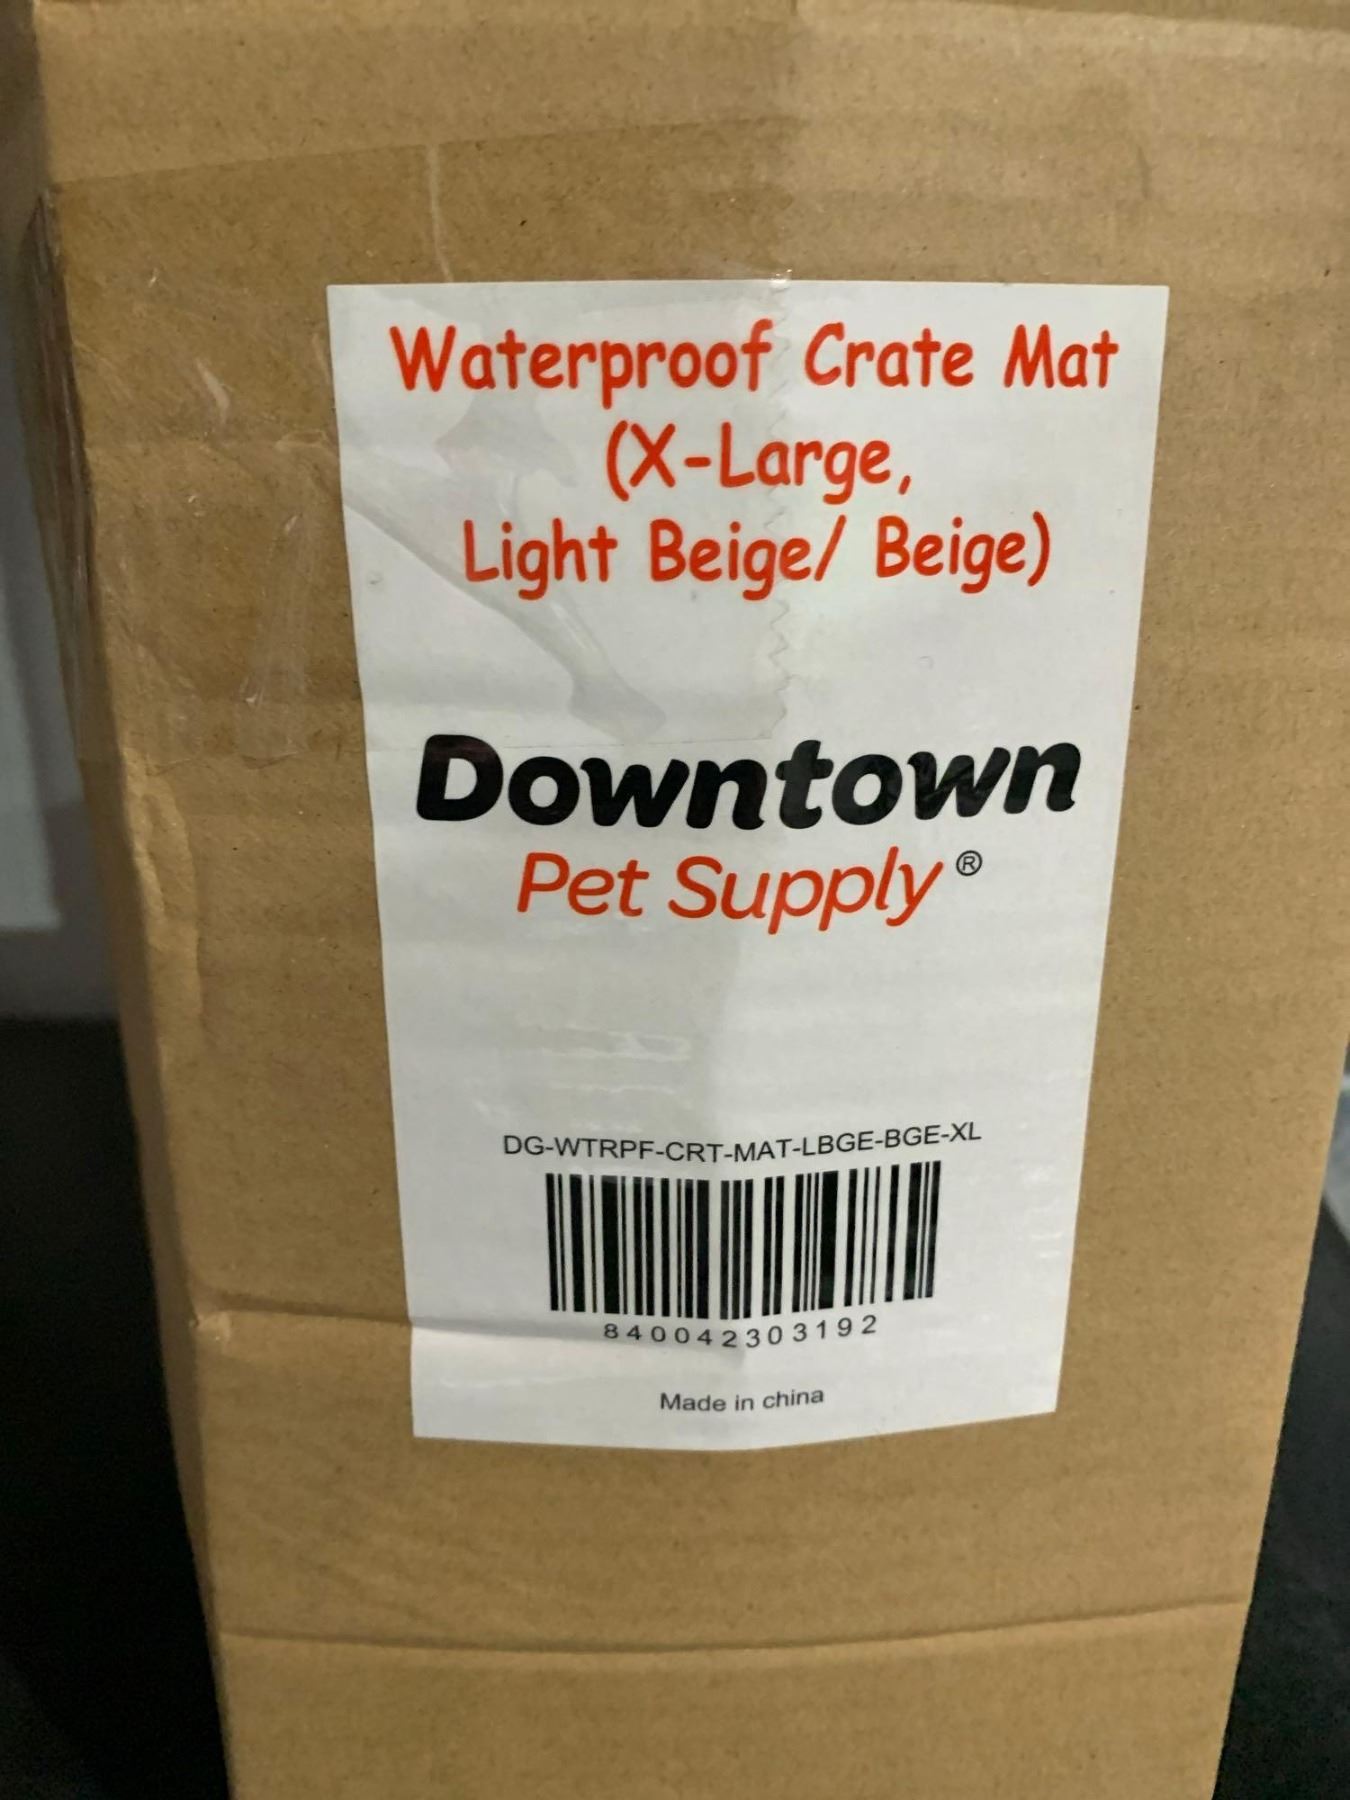 Waterproof Crate Mat
(X-Large,
Light Beige/ Beige)
Downtown
Pet Supply®
DG-WTRPF-CRT-MAT-LBGE-BGE-XL
840042303192
Made in china